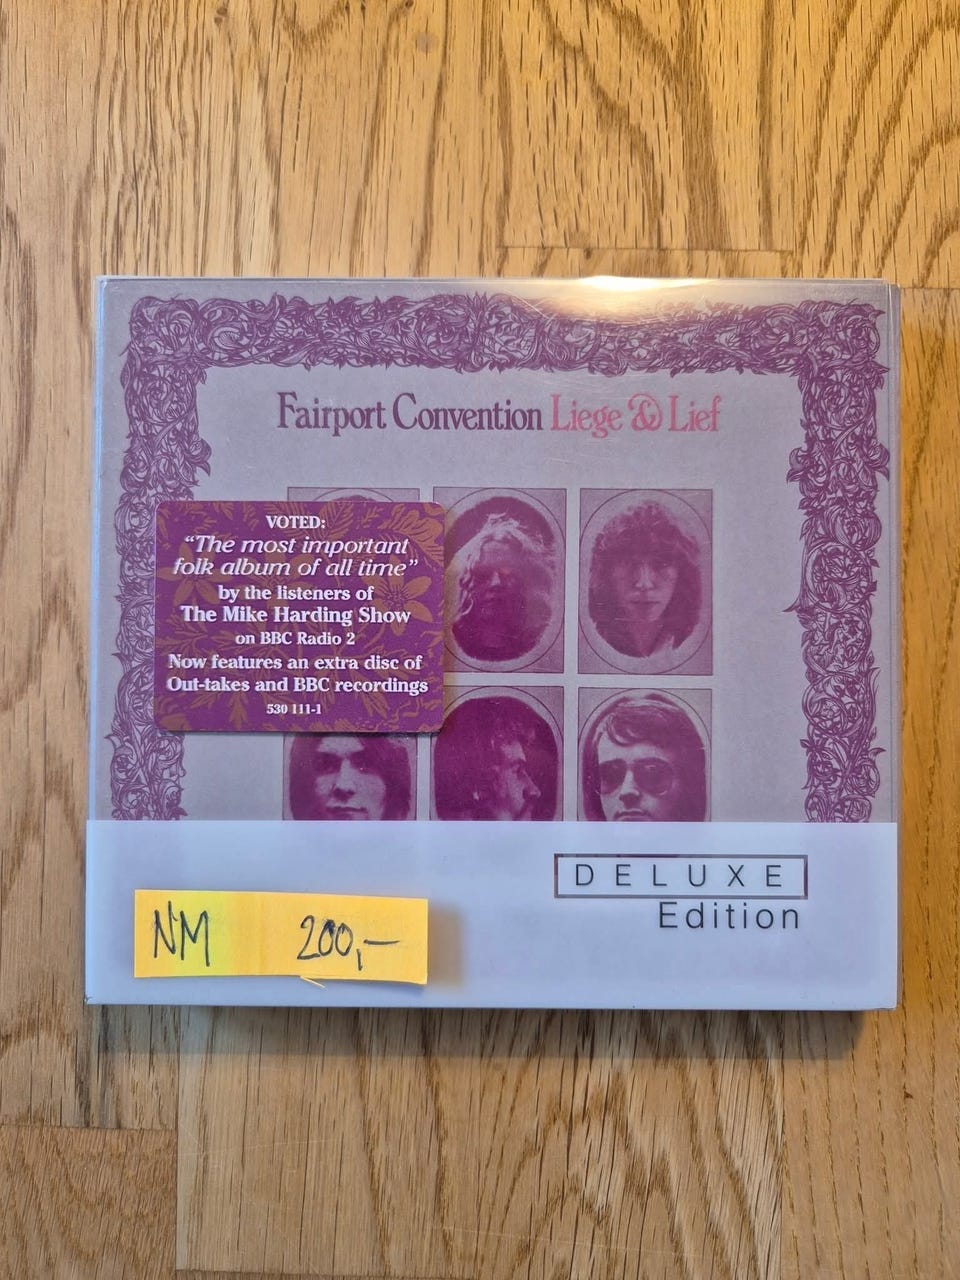 Fairport Convention Liege & Lief
VOTED:
“The most important
folk album of all time”
by the listeners of
The Mike Harding Show
on BBC Radio 2
Now features an extra disc of
Out-takes and BBC recordings
530 111-1
DELUXE
Edition
NM 200,-